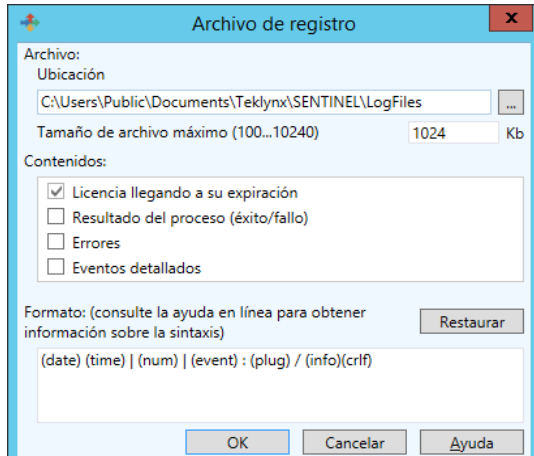 Archivo de registro
x
Archivo:
Ubicación
C:\Users\Public\Documents\Teklynx\SENTINEL\LogFiles
...
Tamaño de archivo máximo (100...10240)
1024
Kb
Contenidos:
Licencia llegando a su expiración
Resultado del proceso (éxito/fallo)
Errores
Eventos detallados
Formato: (consulte la ayuda en línea para obtener
información sobre la sintaxis)
Restaurar
(date) (time) | (num) | (event) : (plug) / (info)(crlf)
OK
Cancelar
Ayuda